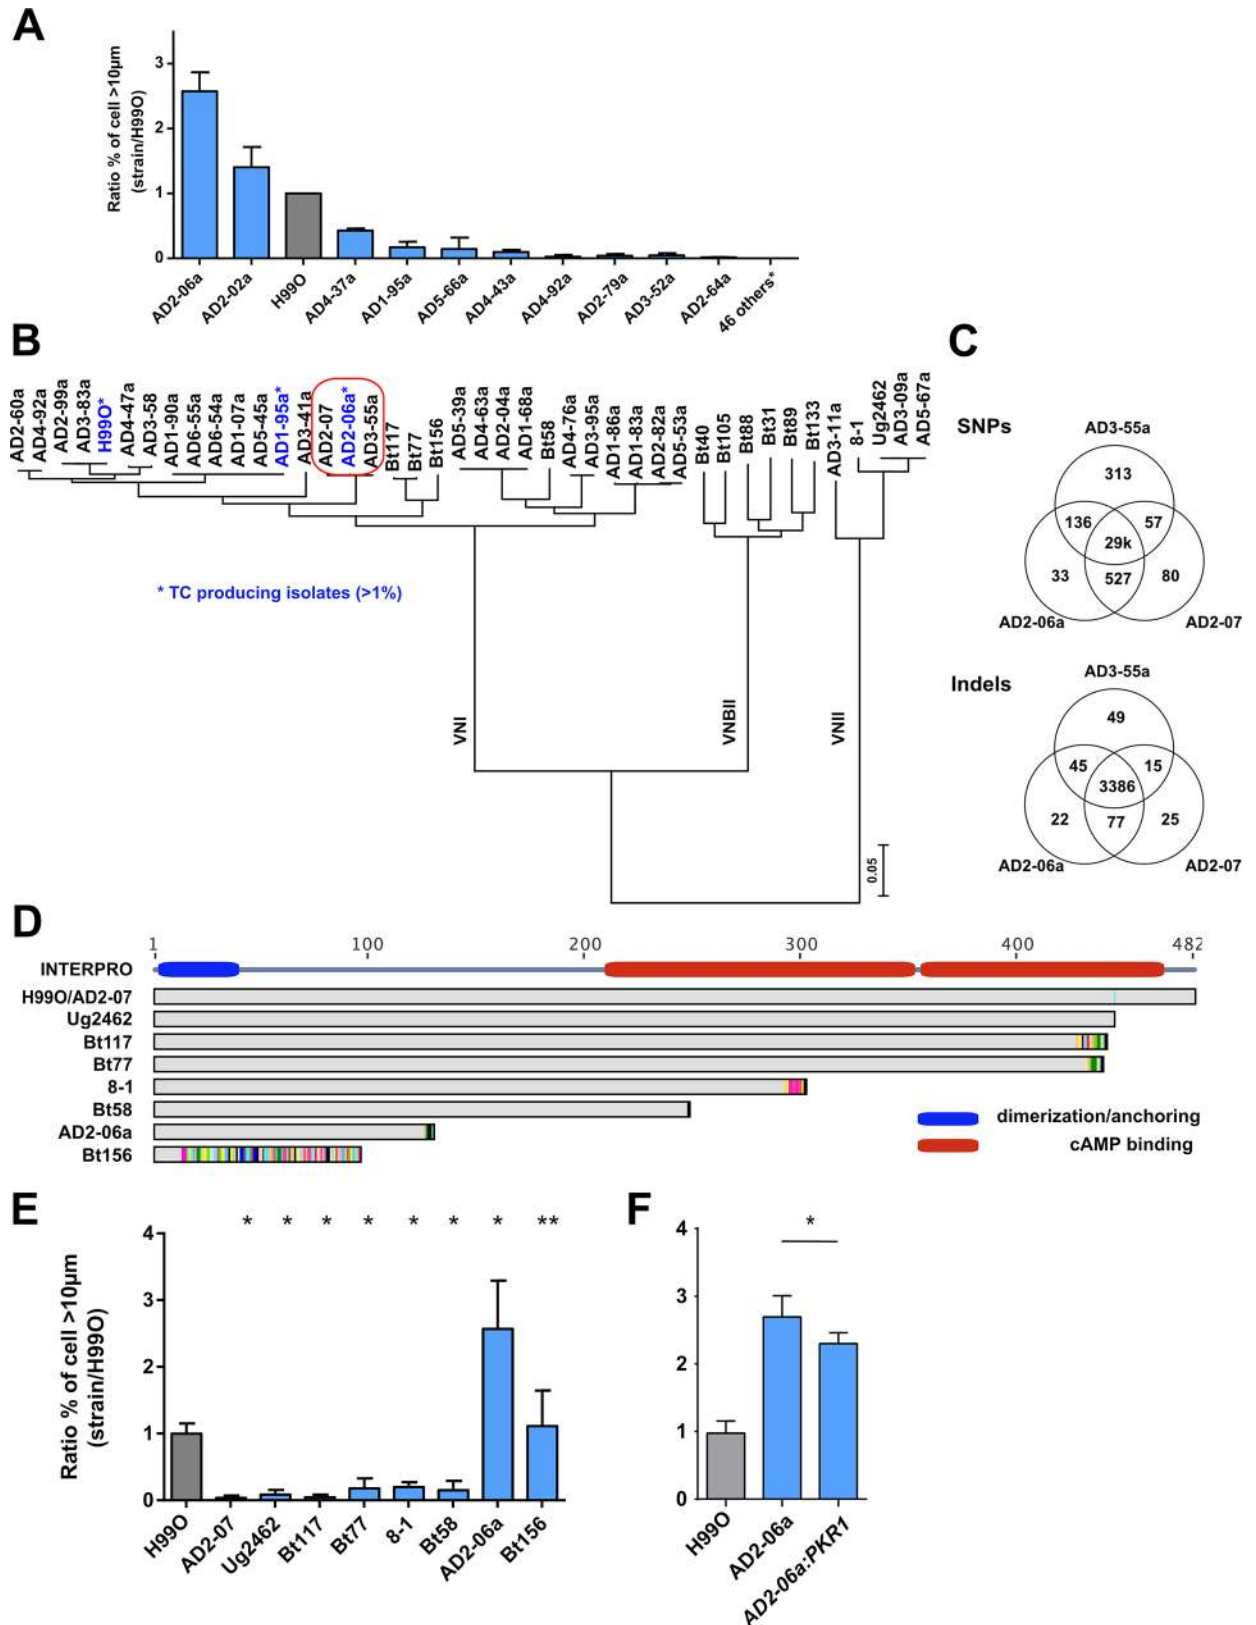 A
Ratio % of cell >10µm
(strain/H99O)
3
2
1
0
AD2-06a
AD2-02a
H99O
AD4-37a
AD1-95a
AD5-66a
AD4-43a
AD4-92a
AD2-79a
AD3-52a
AD2-64a
46 others*
B
AD2-60a
AD4-92a
AD2-99a
AD3-83a
H99O*
AD4-47a
AD3-58
AD1-90a
AD6-55a
AD6-54a
AD1-07a
AD5-45a
AD1-95a*
AD3-41a
AD2-07
AD2-06a*
AD3-55a
Bt117
Bt77
Bt156
AD5-39a
AD4-63a
AD2-04a
AD1-68a
Bt58
AD4-76a
AD3-95a
AD1-86a
AD1-83a
AD2-82a
AD5-53a
Bt40
Bt105
Bt88
Bt31
Bt89
Bt133
AD3-11a
8-1
Ug2462
AD3-09a
AD5-67a
* TC producing isolates (>1%)
VNI
VNBII
VNII
0.05
C
SNPs
AD3-55a
313
136
57
29k
33
527
80
AD2-06a
AD2-07
Indels
AD3-55a
49
45
15
3386
22
77
25
AD2-06a
AD2-07
D
1
100
200
300
400
482
INTERPRO
H99O/AD2-07
Ug2462
Bt117
Bt77
8-1
Bt58
AD2-06a
Bt156
dimerization/anchoring
cAMP binding
E
Ratio % of cell >10µm
(strain/H99O)
4
3
2
1
0
* * * * * * * **
H99O
AD2-07
Ug2462
Bt117
Bt77
8-1
Bt58
AD2-06a
Bt156
F
4
3
2
1
0
*
H99O
AD2-06a
AD2-06a:PKR1